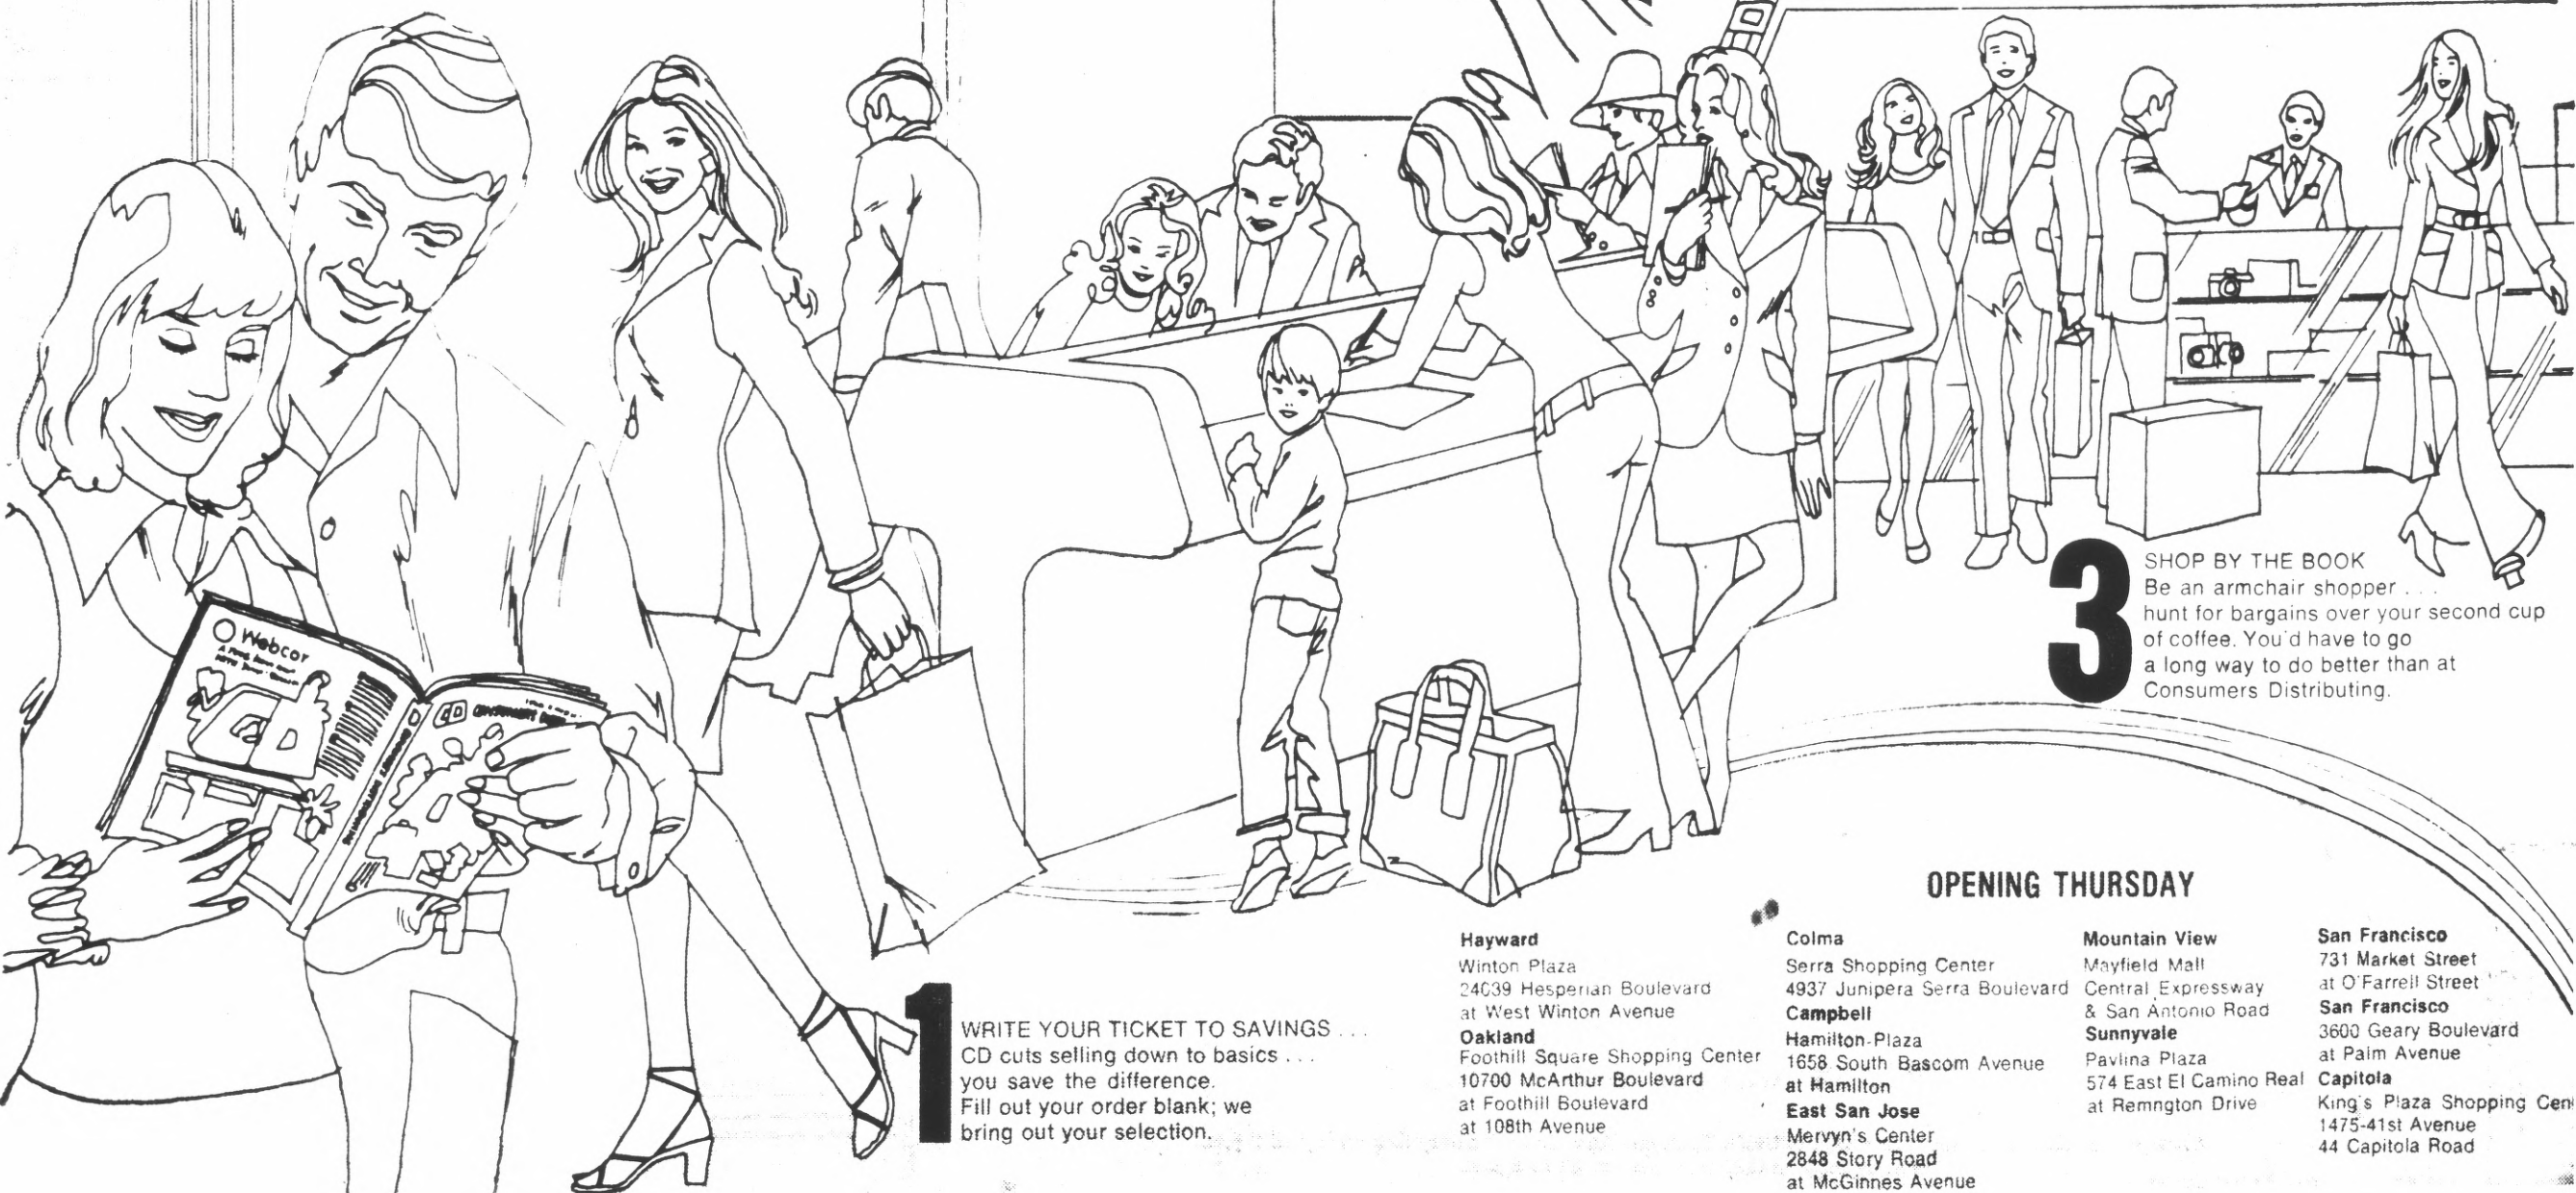 Webcor
CD
1
WRITE YOUR TICKET TO SAVINGS ...
CD cuts selling down to basics ...
you save the difference.
Fill out your order blank; we
bring out your selection.
3
SHOP BY THE BOOK
Be an armchair shopper ...
hunt for bargains over your second cup
of coffee. You'd have to go
a long way to do better than at
Consumers Distributing.
OPENING THURSDAY
Hayward
Winton Plaza
24039 Hesperian Boulevard
at West Winton Avenue
Oakland
Foothill Square Shopping Center
10700 McArthur Boulevard
at Foothill Boulevard
at 108th Avenue
Colma
Serra Shopping Center
4937 Junipera Serra Boulevard
Campbell
Hamilton-Plaza
1658 South Bascom Avenue
at Hamilton
East San Jose
Mervyn's Center
2848 Story Road
at McGinnes Avenue
Mountain View
Mayfield Mall
Central Expressway
& San Antonio Road
Sunnyvale
Pavlina Plaza
574 East El Camino Real
at Remngton Drive
San Francisco
731 Market Street
at O'Farrell Street
San Francisco
3600 Geary Boulevard
at Palm Avenue
Capitola
King's Plaza Shopping Cen
1475-41st Avenue
44 Capitola Road